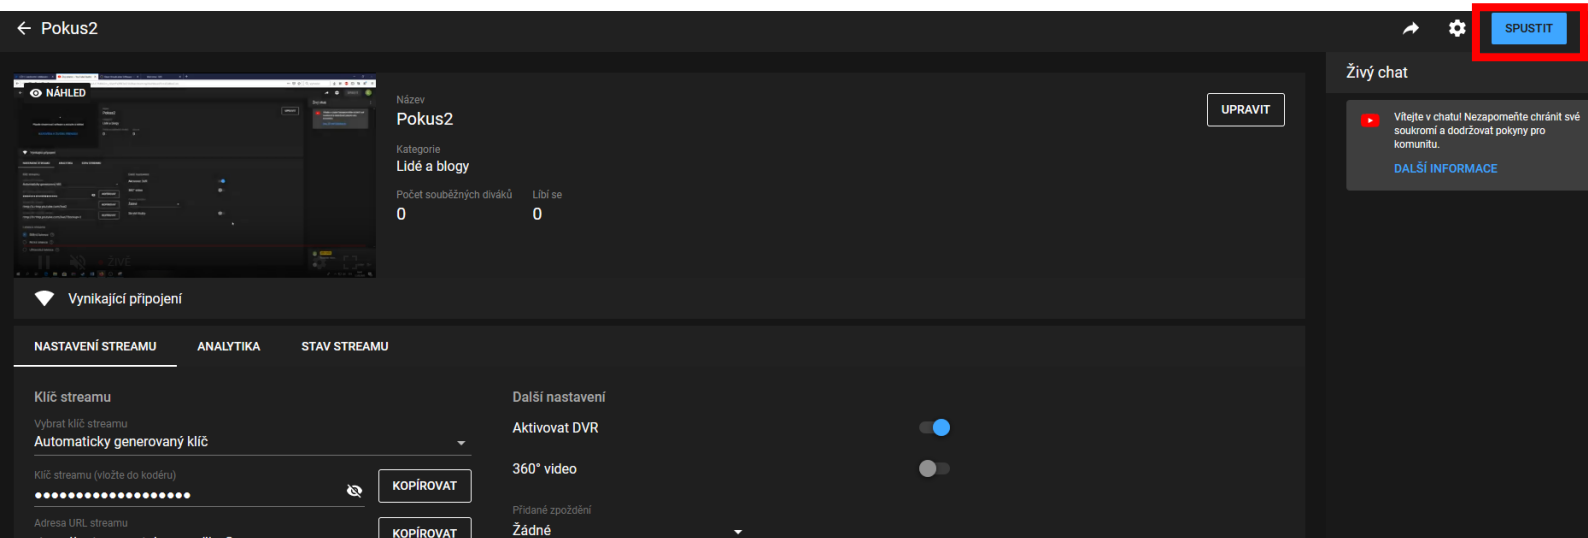 Pokus2
SPUSTIT
NÁHLED
ŽIVĚ
Název
Pokus2
UPRAVIT
Kategorie
Lidé a blogy
Počet souběžných diváků Líbí se
0 0
Vynikající připojení
Živý chat
Vítejte v chatu! Nezapomeňte chránit své
soukromí a dodržovat pokyny pro
komunitu.
DALŠÍ INFORMACE
NASTAVENÍ STREAMU ANALYTIKA STAV STREAMU
Klíč streamu
Vybrat klíč streamu
Automaticky generovaný klíč
Klíč streamu (vložte do kodéru)
●●●●●●●●●●●●●●●●●●●
KOPÍROVAT
Adresa URL streamu
KOPÍROVAT
Další nastavení
Aktivovat DVR
360° video
Přidané zpoždění
Žádné